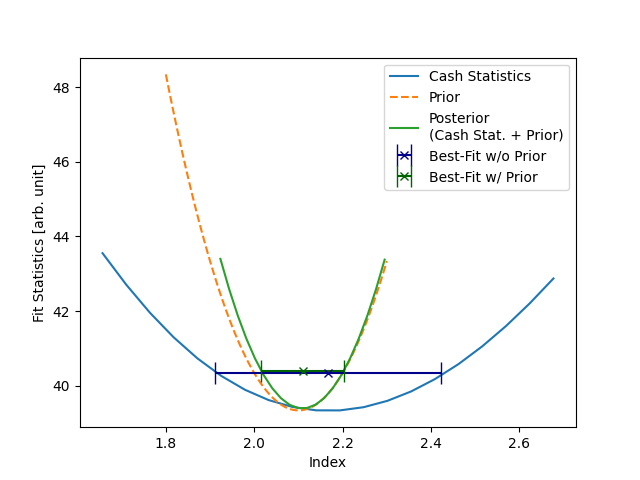 Cash Statistics
Prior
Posterior
(Cash Stat. + Prior)
Best-Fit w/o Prior
Best-Fit w/ Prior
Fit Statistics [arb. unit]
48
46
44
42
40
1.8 2.0 2.2 2.4 2.6
Index